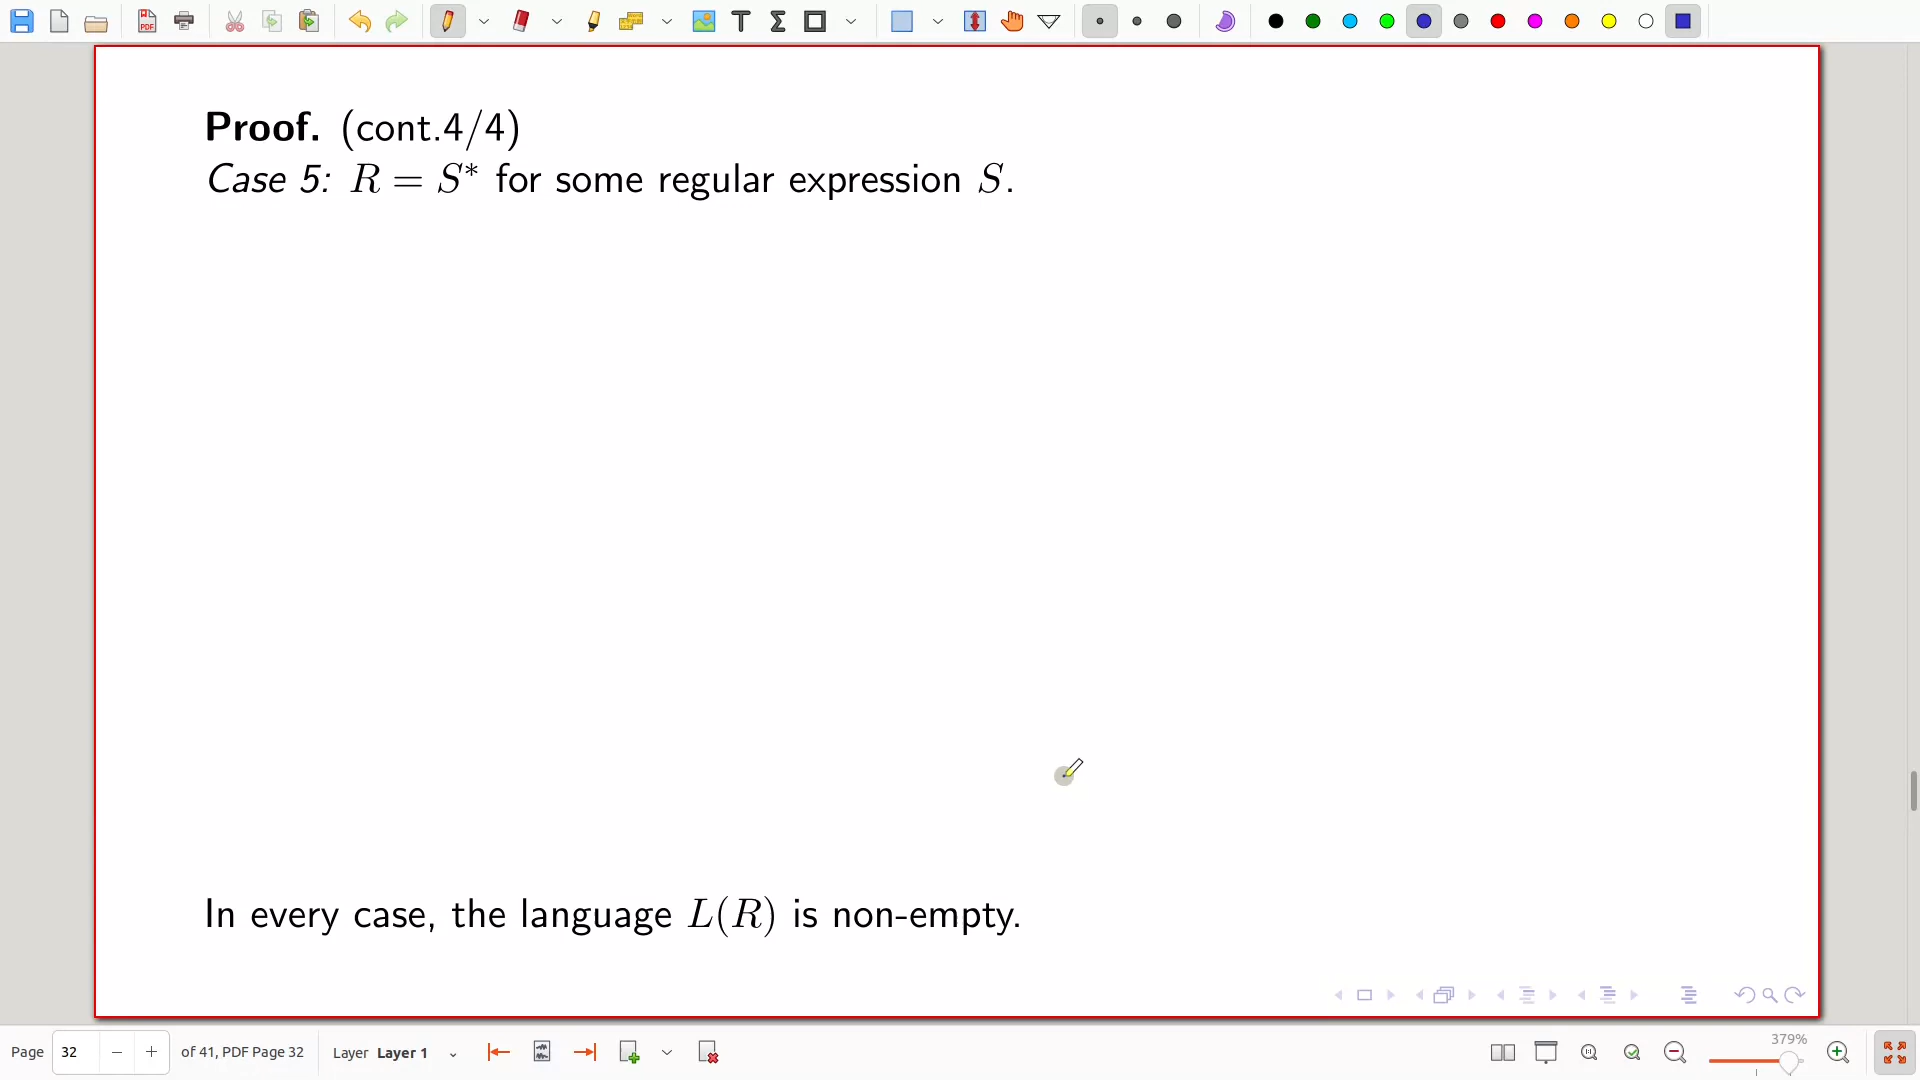 Proof. (cont.4/4)
Case 5: R = S* for some regular expression S.
In every case, the language L(R) is non-empty.
Page 32 of 41, PDF Page 32 Layer Layer 1 379%